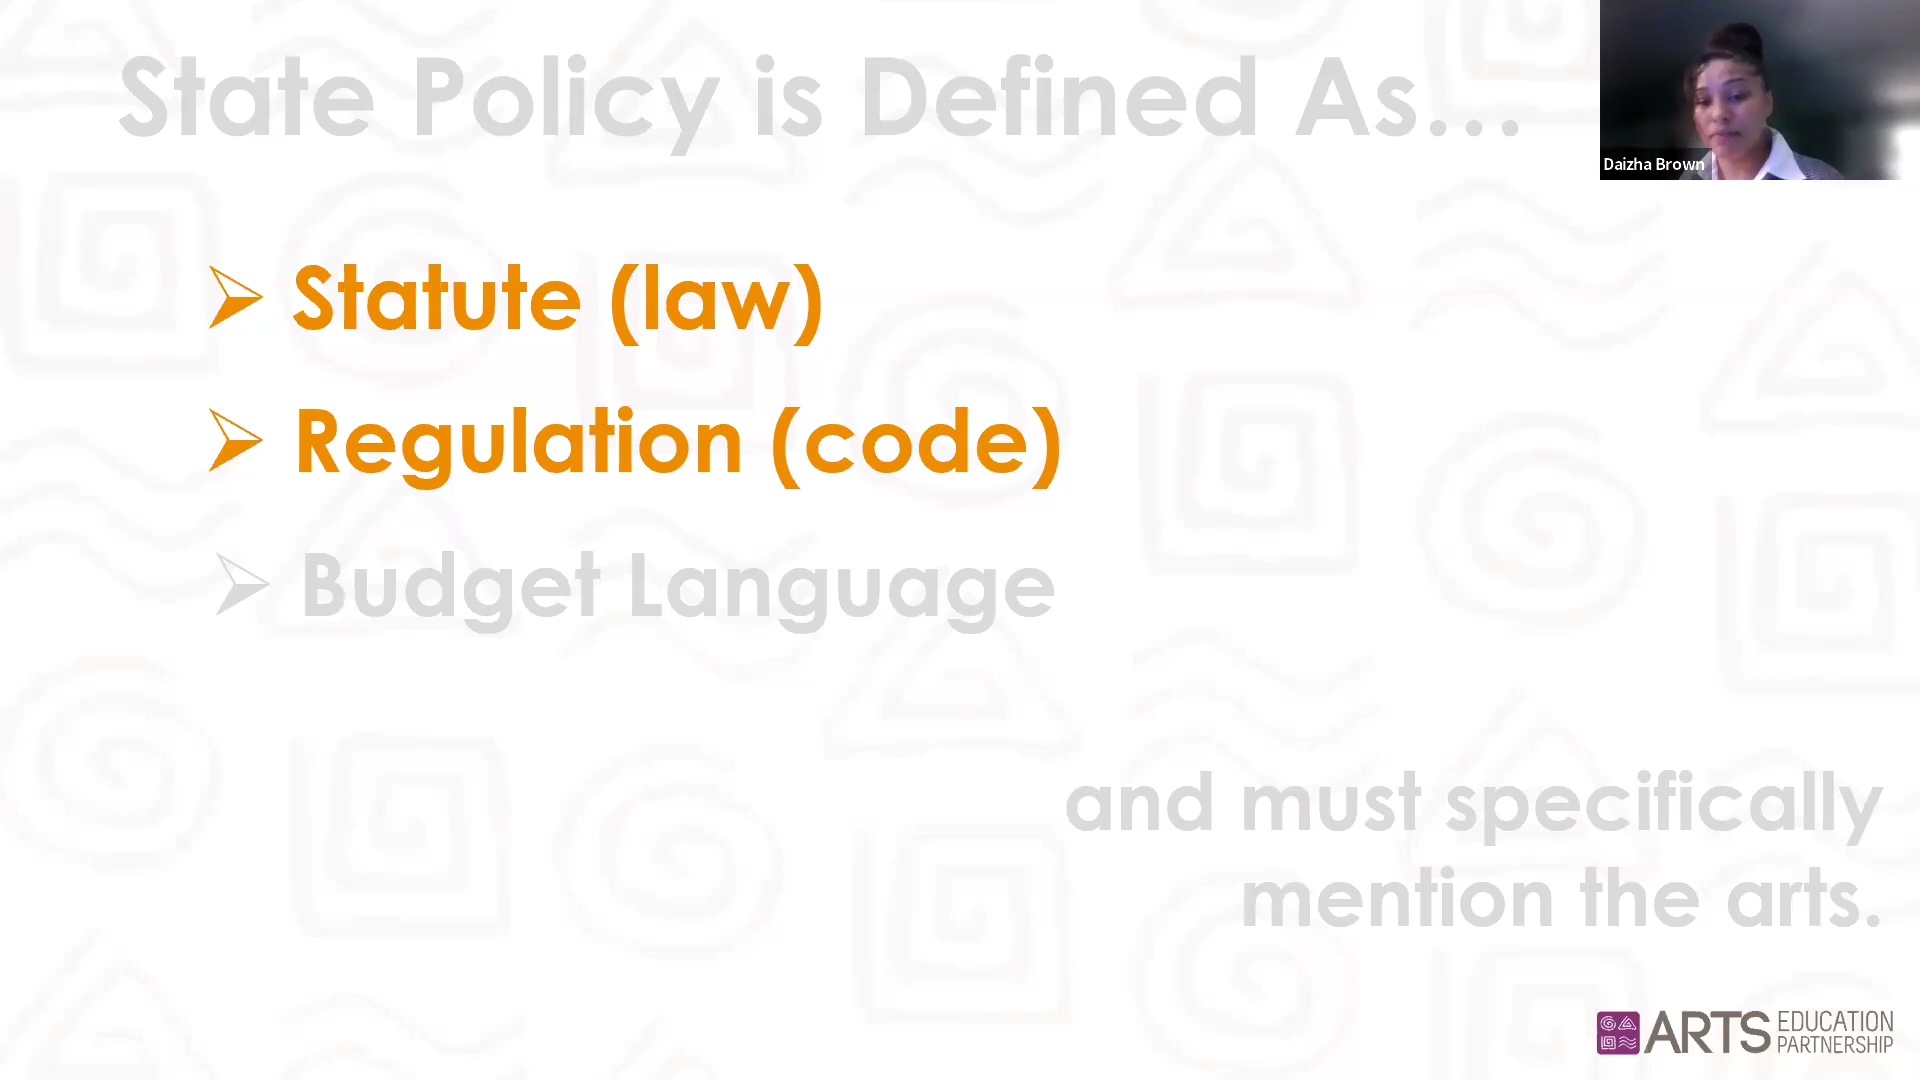 State Policy is Defined As…
Daizha Brown
➢ Statute (law)
➢ Regulation (code)
➢ Budget Language
and must specifically
mention the arts.
ARTS EDUCATION
PARTNERSHIP